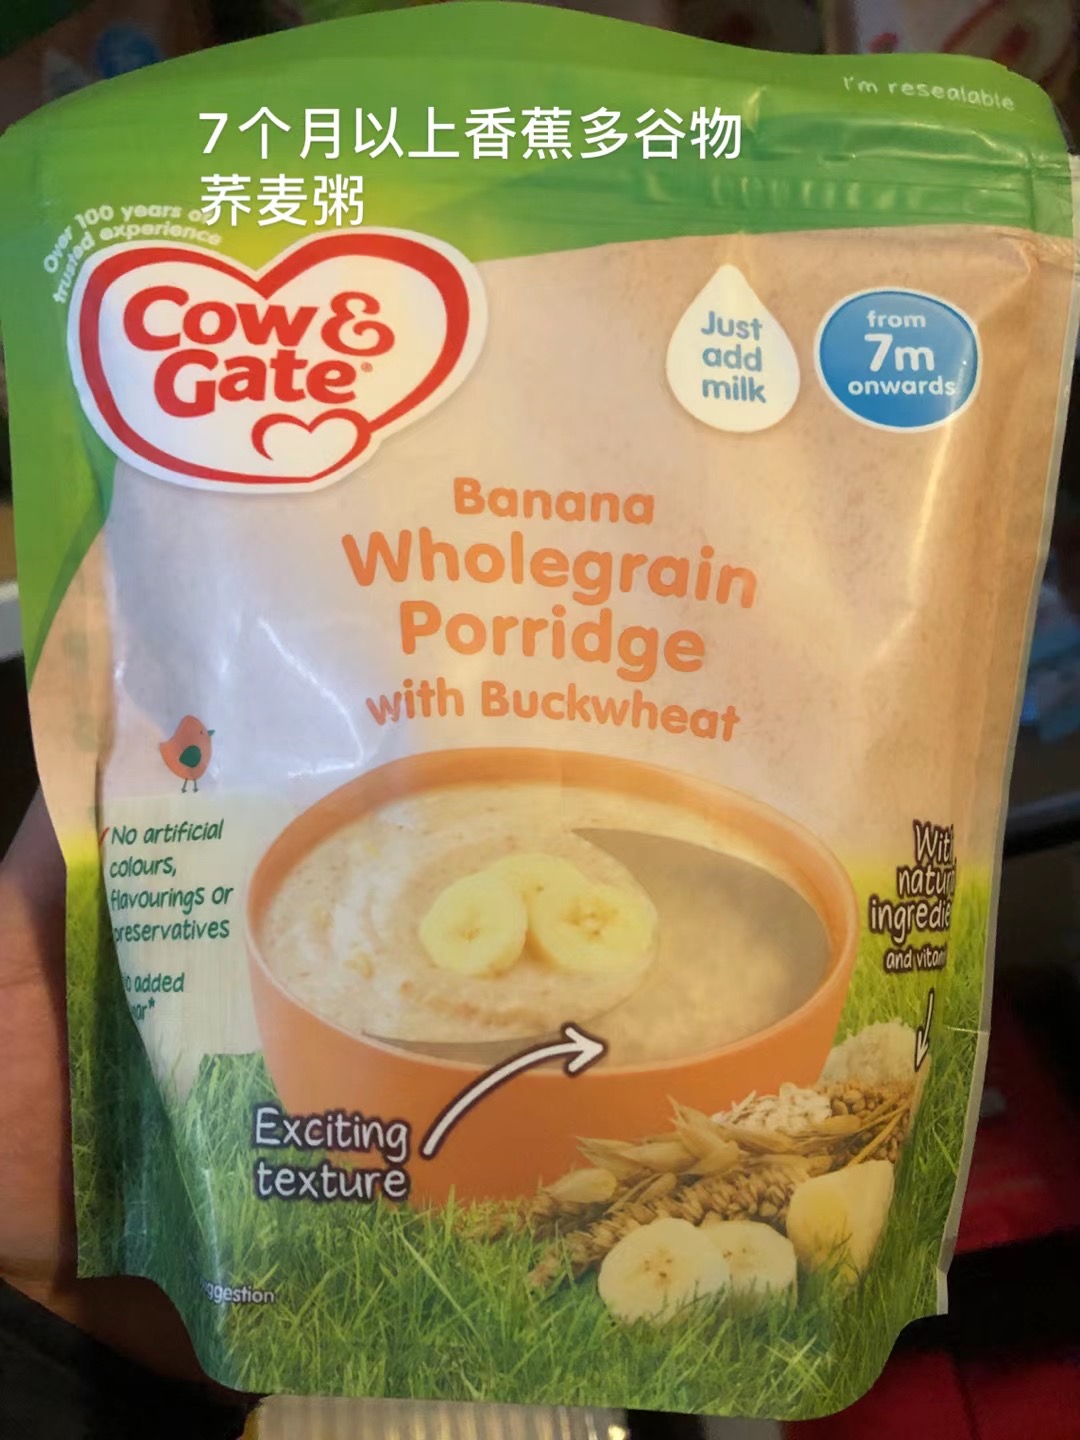 I'm resealable
7个月以上香蕉多谷物
荞麦粥
Over 100 years of
trusted experience
Cow &
Gate
Just
add
milk
from
7m
onwards
Banana
Wholegrain
Porridge
with Buckwheat
No artificial
colours,
flavourings or
preservatives
added
Exciting
texture
and